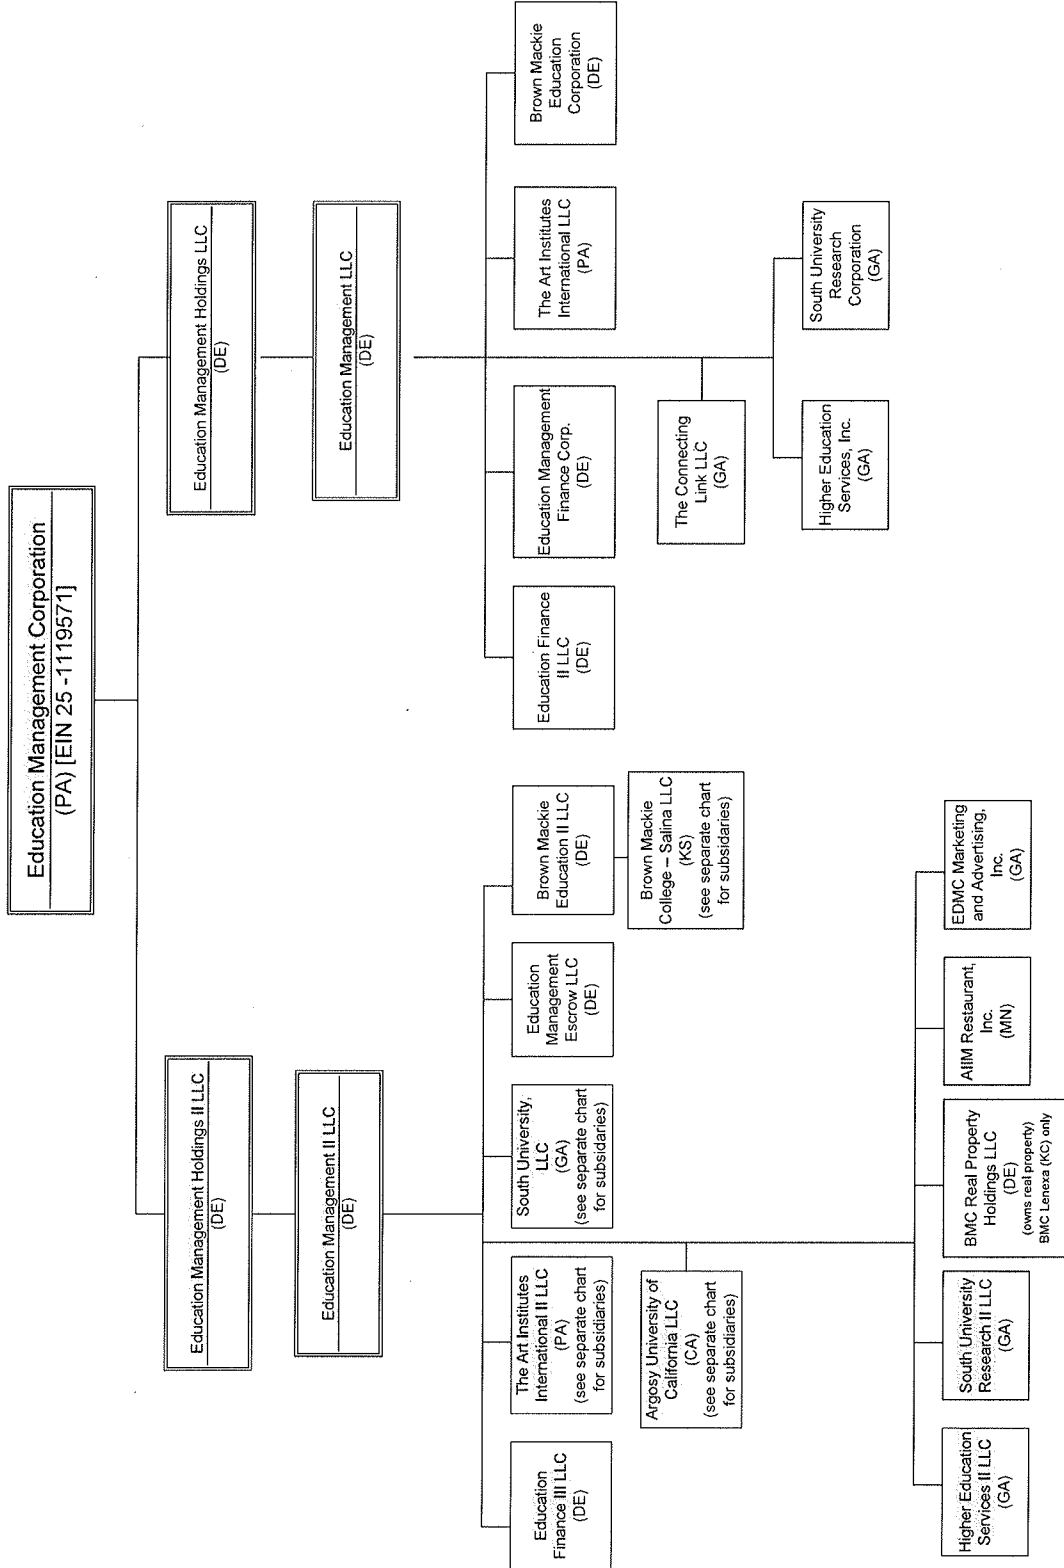 Education Management Corporation
(PA) [EIN 25 -1119571]
Education Management Holdings II LLC
(DE)
Education Management Holdings LLC
(DE)
Education Management II LLC
(DE)
Education Management LLC
(DE)
Education
Finance III LLC
(DE)
The Art Institutes
International II LLC
(PA)
(see separate chart
for subsidiaries)
South University,
LLC
(GA)
(see separate chart
for subsidaries)
Education
Management
Escrow LLC
(DE)
Brown Mackie
Education II LLC
(DE)
Education Finance
II LLC
(DE)
Education Management
Finance Corp.
(DE)
The Art Institutes
International LLC
(PA)
Brown Mackie
Education
Corporation
(DE)
Argosy University of
California LLC
(CA)
(see separate chart
for subsidiaries)
Brown Mackie
College – Salina LLC
(KS)
(see separate chart
for subsidaries)
The Connecting
Link LLC
(GA)
Higher Education
Services, Inc.
(GA)
South University
Research
Corporation
(GA)
Higher Education
Services II LLC
(GA)
South University
Research II LLC
(GA)
BMC Real Property
Holdings LLC
(DE)
(owns real property)
BMC Lenexa (KC) only
AIIM Restaurant,
Inc.
(MN)
EDMC Marketing
and Advertising,
Inc.
(GA)